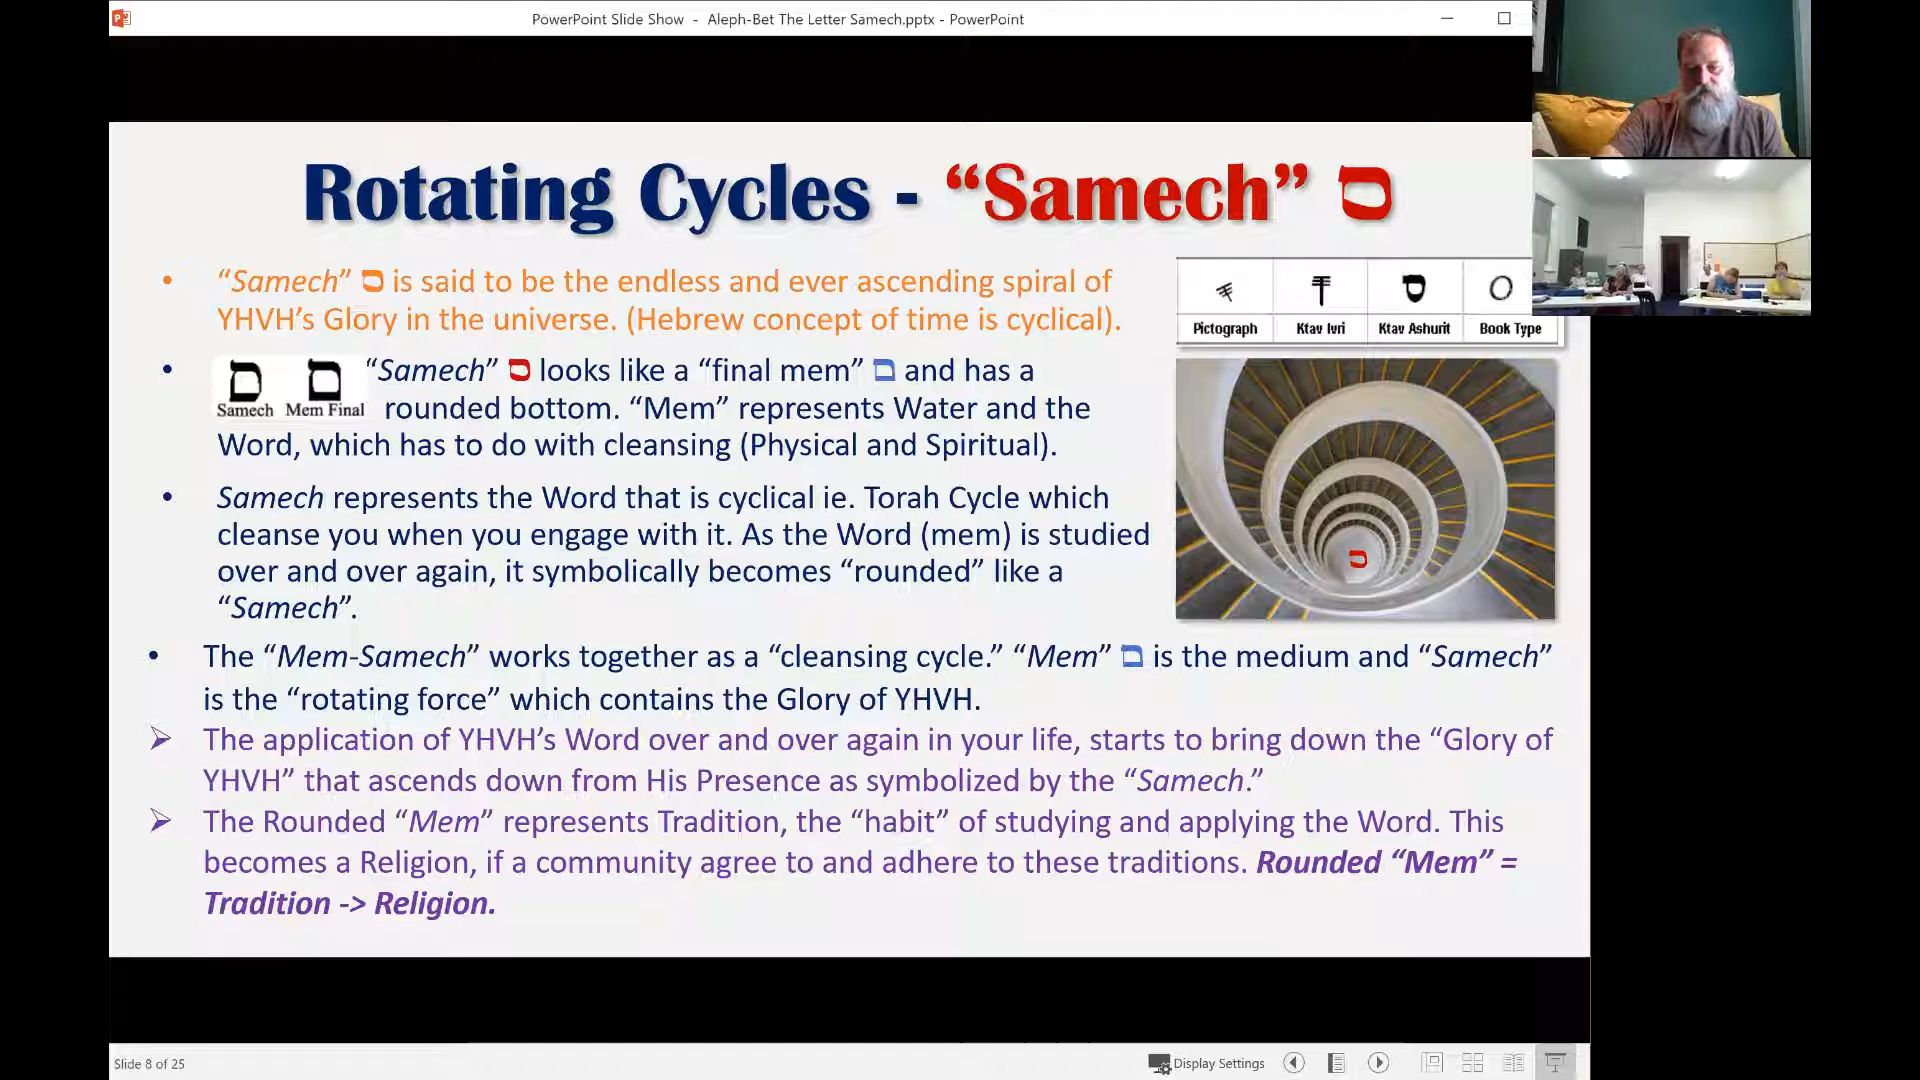 PowerPoint Slide Show - Aleph-Bet The Letter Samech.pptx - PowerPoint
Rotating Cycles - “Samech” ס
• “Samech” ס is said to be the endless and ever ascending spiral of
YHVH’s Glory in the universe. (Hebrew concept of time is cyclical).
• ס ם “Samech” ס looks like a “final mem” ם and has a
Samech Mem Final rounded bottom. “Mem” represents Water and the
Word, which has to do with cleansing (Physical and Spiritual).
• Samech represents the Word that is cyclical ie. Torah Cycle which
cleanse you when you engage with it. As the Word (mem) is studied
over and over again, it symbolically becomes “rounded” like a
“Samech”.
Pictograph Ktav Ivri Ktav Ashurit Book Type
ס
• The “Mem-Samech” works together as a “cleansing cycle.” “Mem” ם is the medium and “Samech”
is the “rotating force” which contains the Glory of YHVH.
➢ The application of YHVH’s Word over and over again in your life, starts to bring down the “Glory of
YHVH” that ascends down from His Presence as symbolized by the “Samech.”
➢ The Rounded “Mem” represents Tradition, the “habit” of studying and applying the Word. This
becomes a Religion, if a community agree to and adhere to these traditions. Rounded “Mem” =
Tradition -> Religion.
Slide 8 of 25
Display Settings